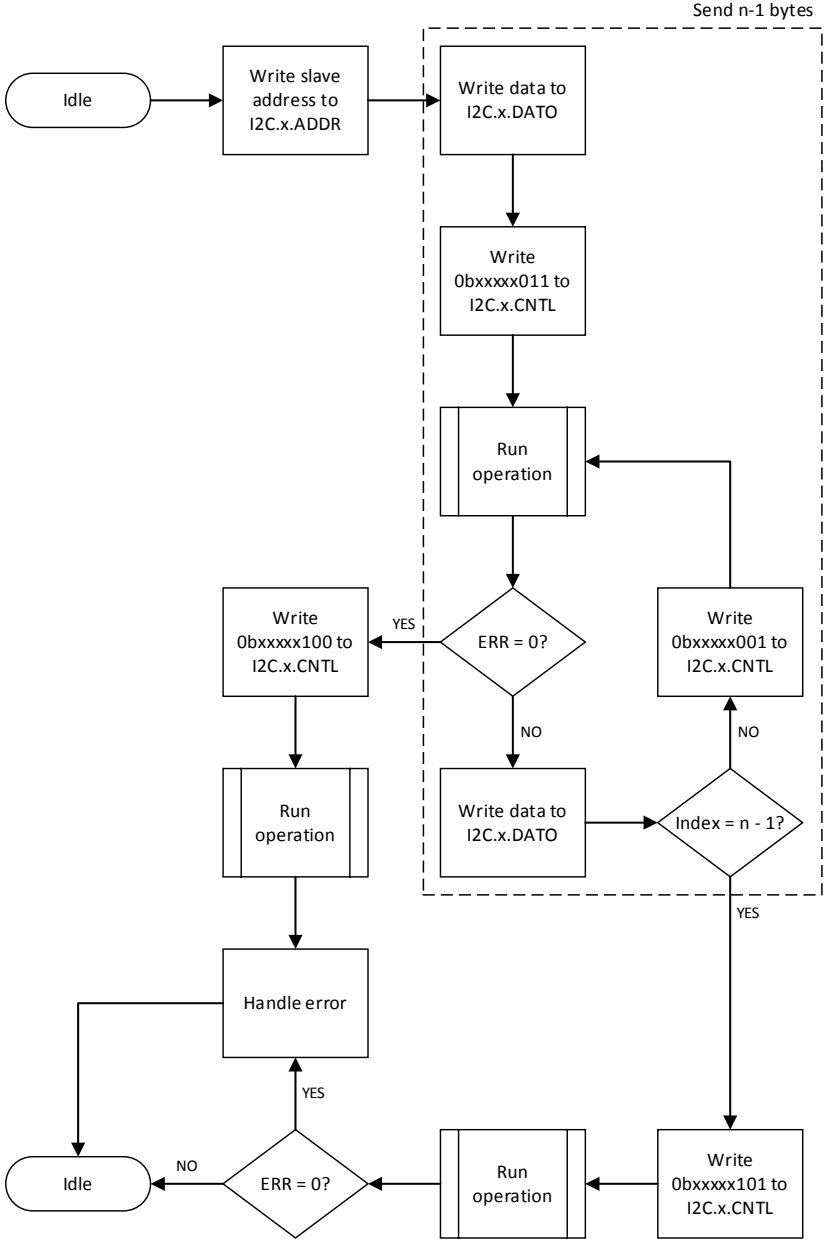 Send n-1 bytes
Idle
Write slave
address to
I2C.x.ADDR
Write data to
I2C.x.DATO
Write
0bxxxxx011 to
I2C.x.CNTL
Run
operation
ERR = 0?
YES
NO
Write
0bxxxxx100 to
I2C.x.CNTL
Write
0bxxxxx001 to
I2C.x.CNTL
NO
Run
operation
Write data to
I2C.x.DATO
Index = n - 1?
YES
Handle error
YES
Idle
NO
ERR = 0?
Run
operation
Write
0bxxxxx101 to
I2C.x.CNTL